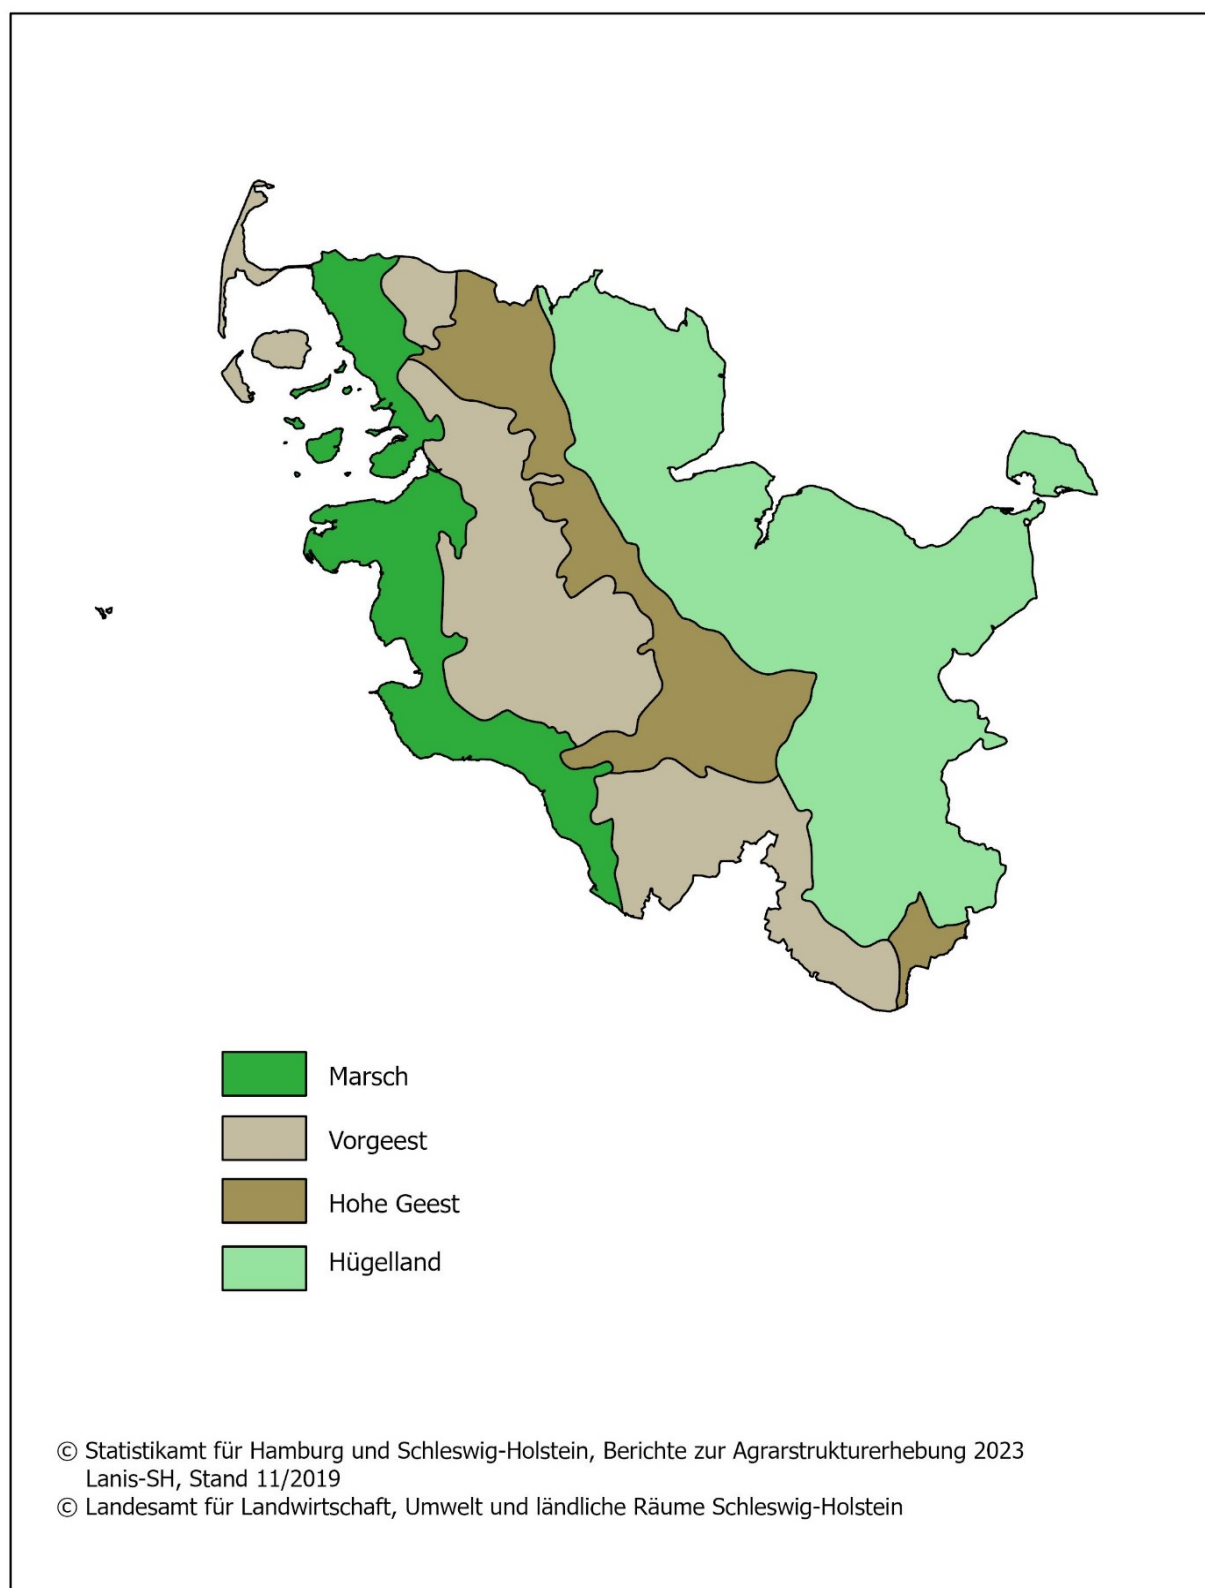 Marsch
Vorgeest
Hohe Geest
Hügelland
© Statistikamt für Hamburg und Schleswig-Holstein, Berichte zur Agrarstrukturerhebung 2023
Lanis-SH, Stand 11/2019
© Landesamt für Landwirtschaft, Umwelt und ländliche Räume Schleswig-Holstein